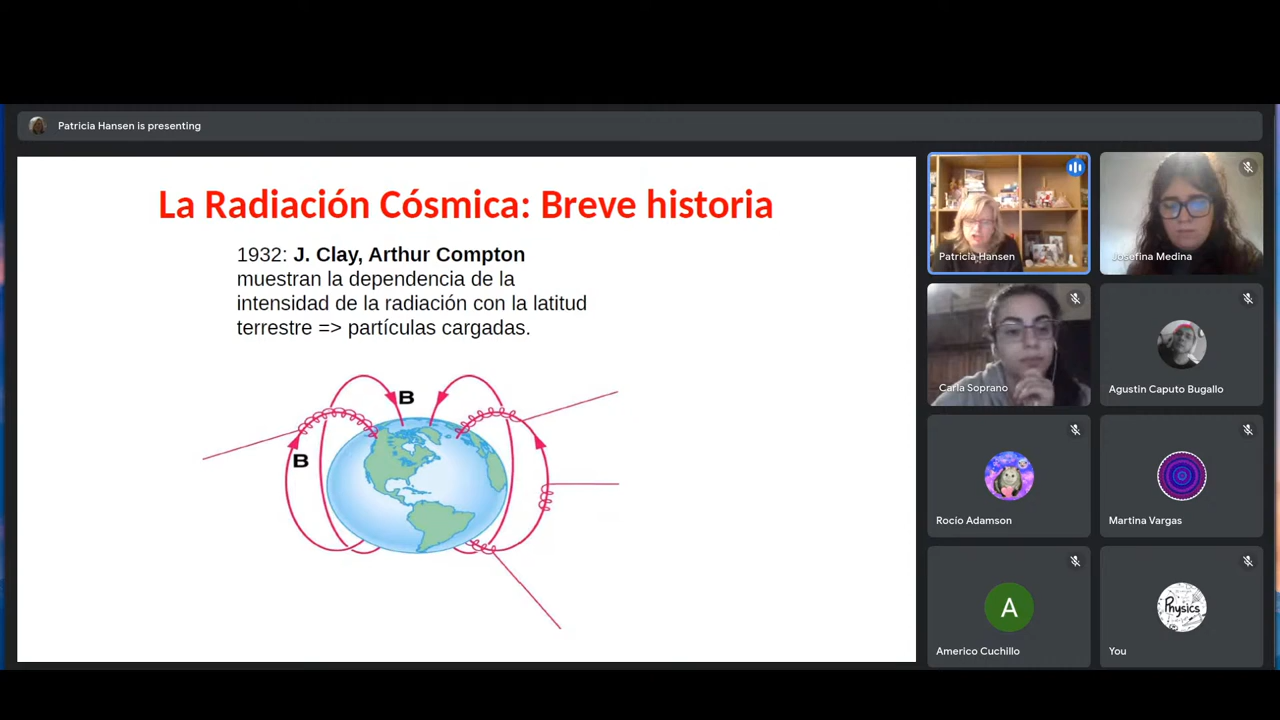 Patricia Hansen is presenting
La Radiación Cósmica: Breve historia
1932: J. Clay, Arthur Compton
muestran la dependencia de la
intensidad de la radiación con la latitud
terrestre => partículas cargadas.
B
B
Patricia Hansen
Josefina Medina
Carla Soprano
Agustin Caputo Bugallo
Rocío Adamson
Martina Vargas
A
Americo Cuchillo
Physics
You